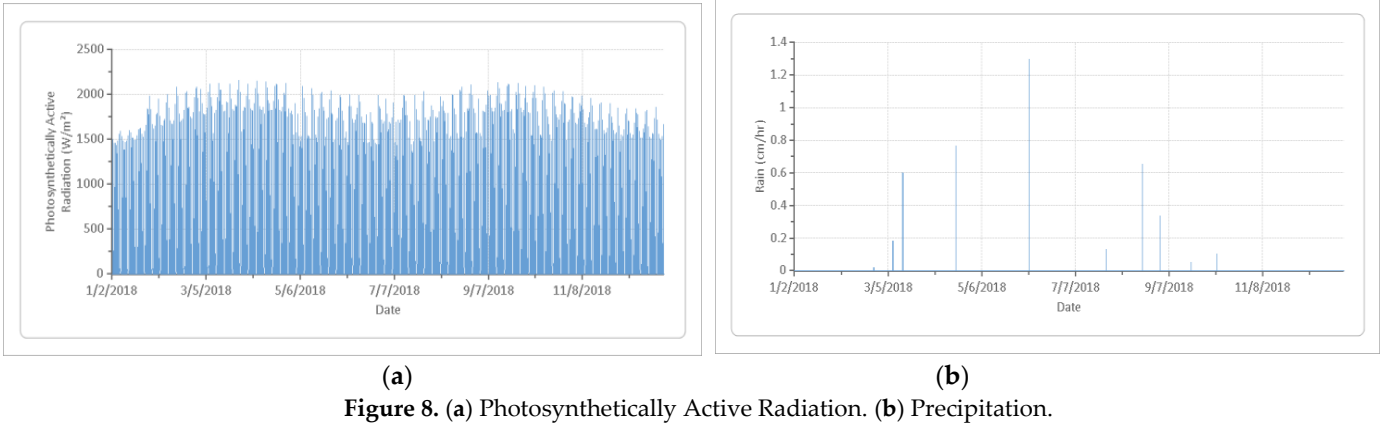 2500
2000
1500
1000
500
0
Photosynthetically Active
Radiation (W/m²)
1/2/2018 3/5/2018 5/6/2018 7/7/2018 9/7/2018 11/8/2018
Date
1.4
1.2
1
0.8
0.6
0.4
0.2
0
Rain (cm/hr)
1/2/2018 3/5/2018 5/6/2018 7/7/2018 9/7/2018 11/8/2018
Date
(a) (b)
Figure 8. (a) Photosynthetically Active Radiation. (b) Precipitation.